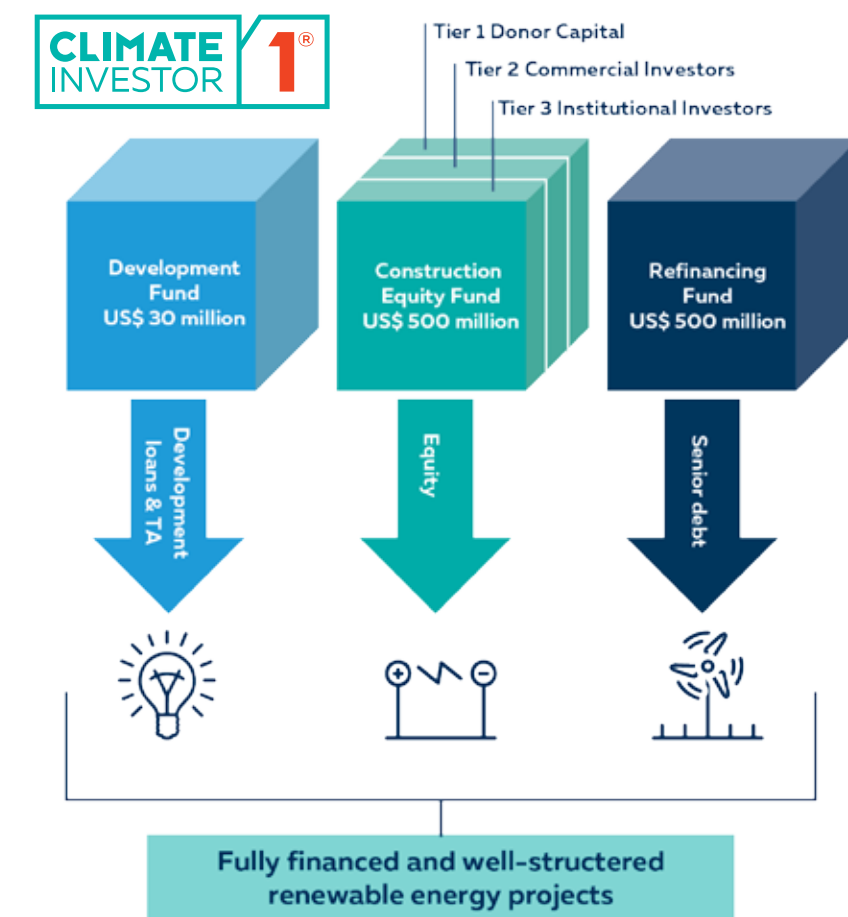 CLIMATE
INVESTOR
1®
Tier 1 Donor Capital
Tier 2 Commercial Investors
Tier 3 Institutional Investors
Development
Fund
US$ 30 million
Construction
Equity Fund
US$ 500 million
Refinancing
Fund
US$ 500 million
Development
loans & TA
Equity
Senior debt
Fully financed and well-structered
renewable energy projects